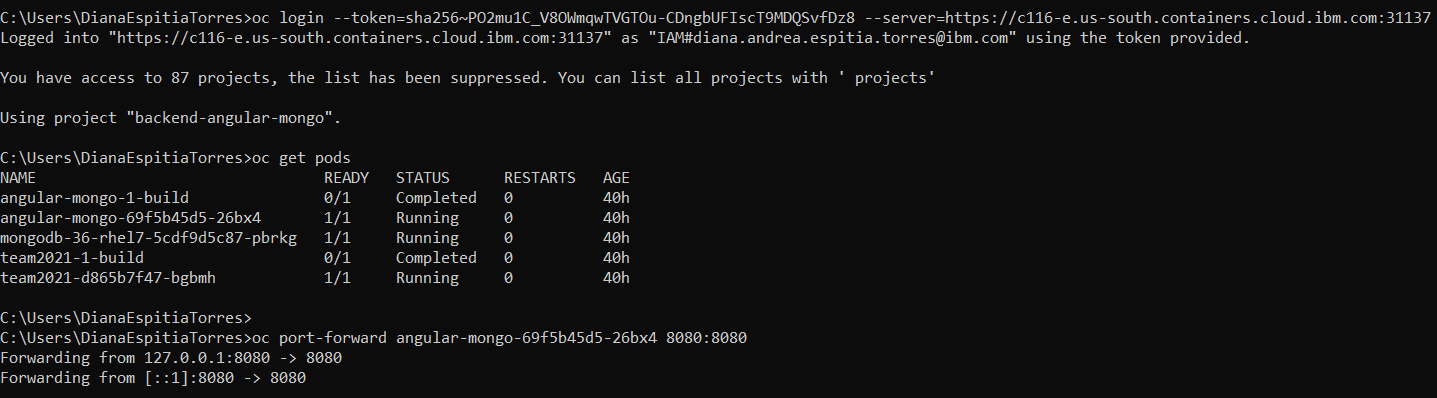 C:\Users\DianaEspitiaTorres>oc login --token=sha256~PO2mu1C_V8OWmqwTVGTOu-CDngbUFIscT9MDQSvfDz8 --server=https://c116-e.us-south.containers.cloud.ibm.com:31137
Logged into "https://c116-e.us-south.containers.cloud.ibm.com:31137" as "IAM#diana.andrea.espitia.torres@ibm.com" using the token provided.
You have access to 87 projects, the list has been suppressed. You can list all projects with ' projects'
Using project "backend-angular-mongo".
C:\Users\DianaEspitiaTorres>oc get pods
NAME READY STATUS RESTARTS AGE
angular-mongo-1-build 0/1 Completed 0 40h
angular-mongo-69f5b45d5-26bx4 1/1 Running 0 40h
mongodb-36-rhel7-5cdf9d5c87-pbrkg 1/1 Running 0 40h
team2021-1-build 0/1 Completed 0 40h
team2021-d865b7f47-bgbmh 1/1 Running 0 40h
C:\Users\DianaEspitiaTorres>
C:\Users\DianaEspitiaTorres>oc port-forward angular-mongo-69f5b45d5-26bx4 8080:8080
Forwarding from 127.0.0.1:8080 -> 8080
Forwarding from [::1]:8080 -> 8080